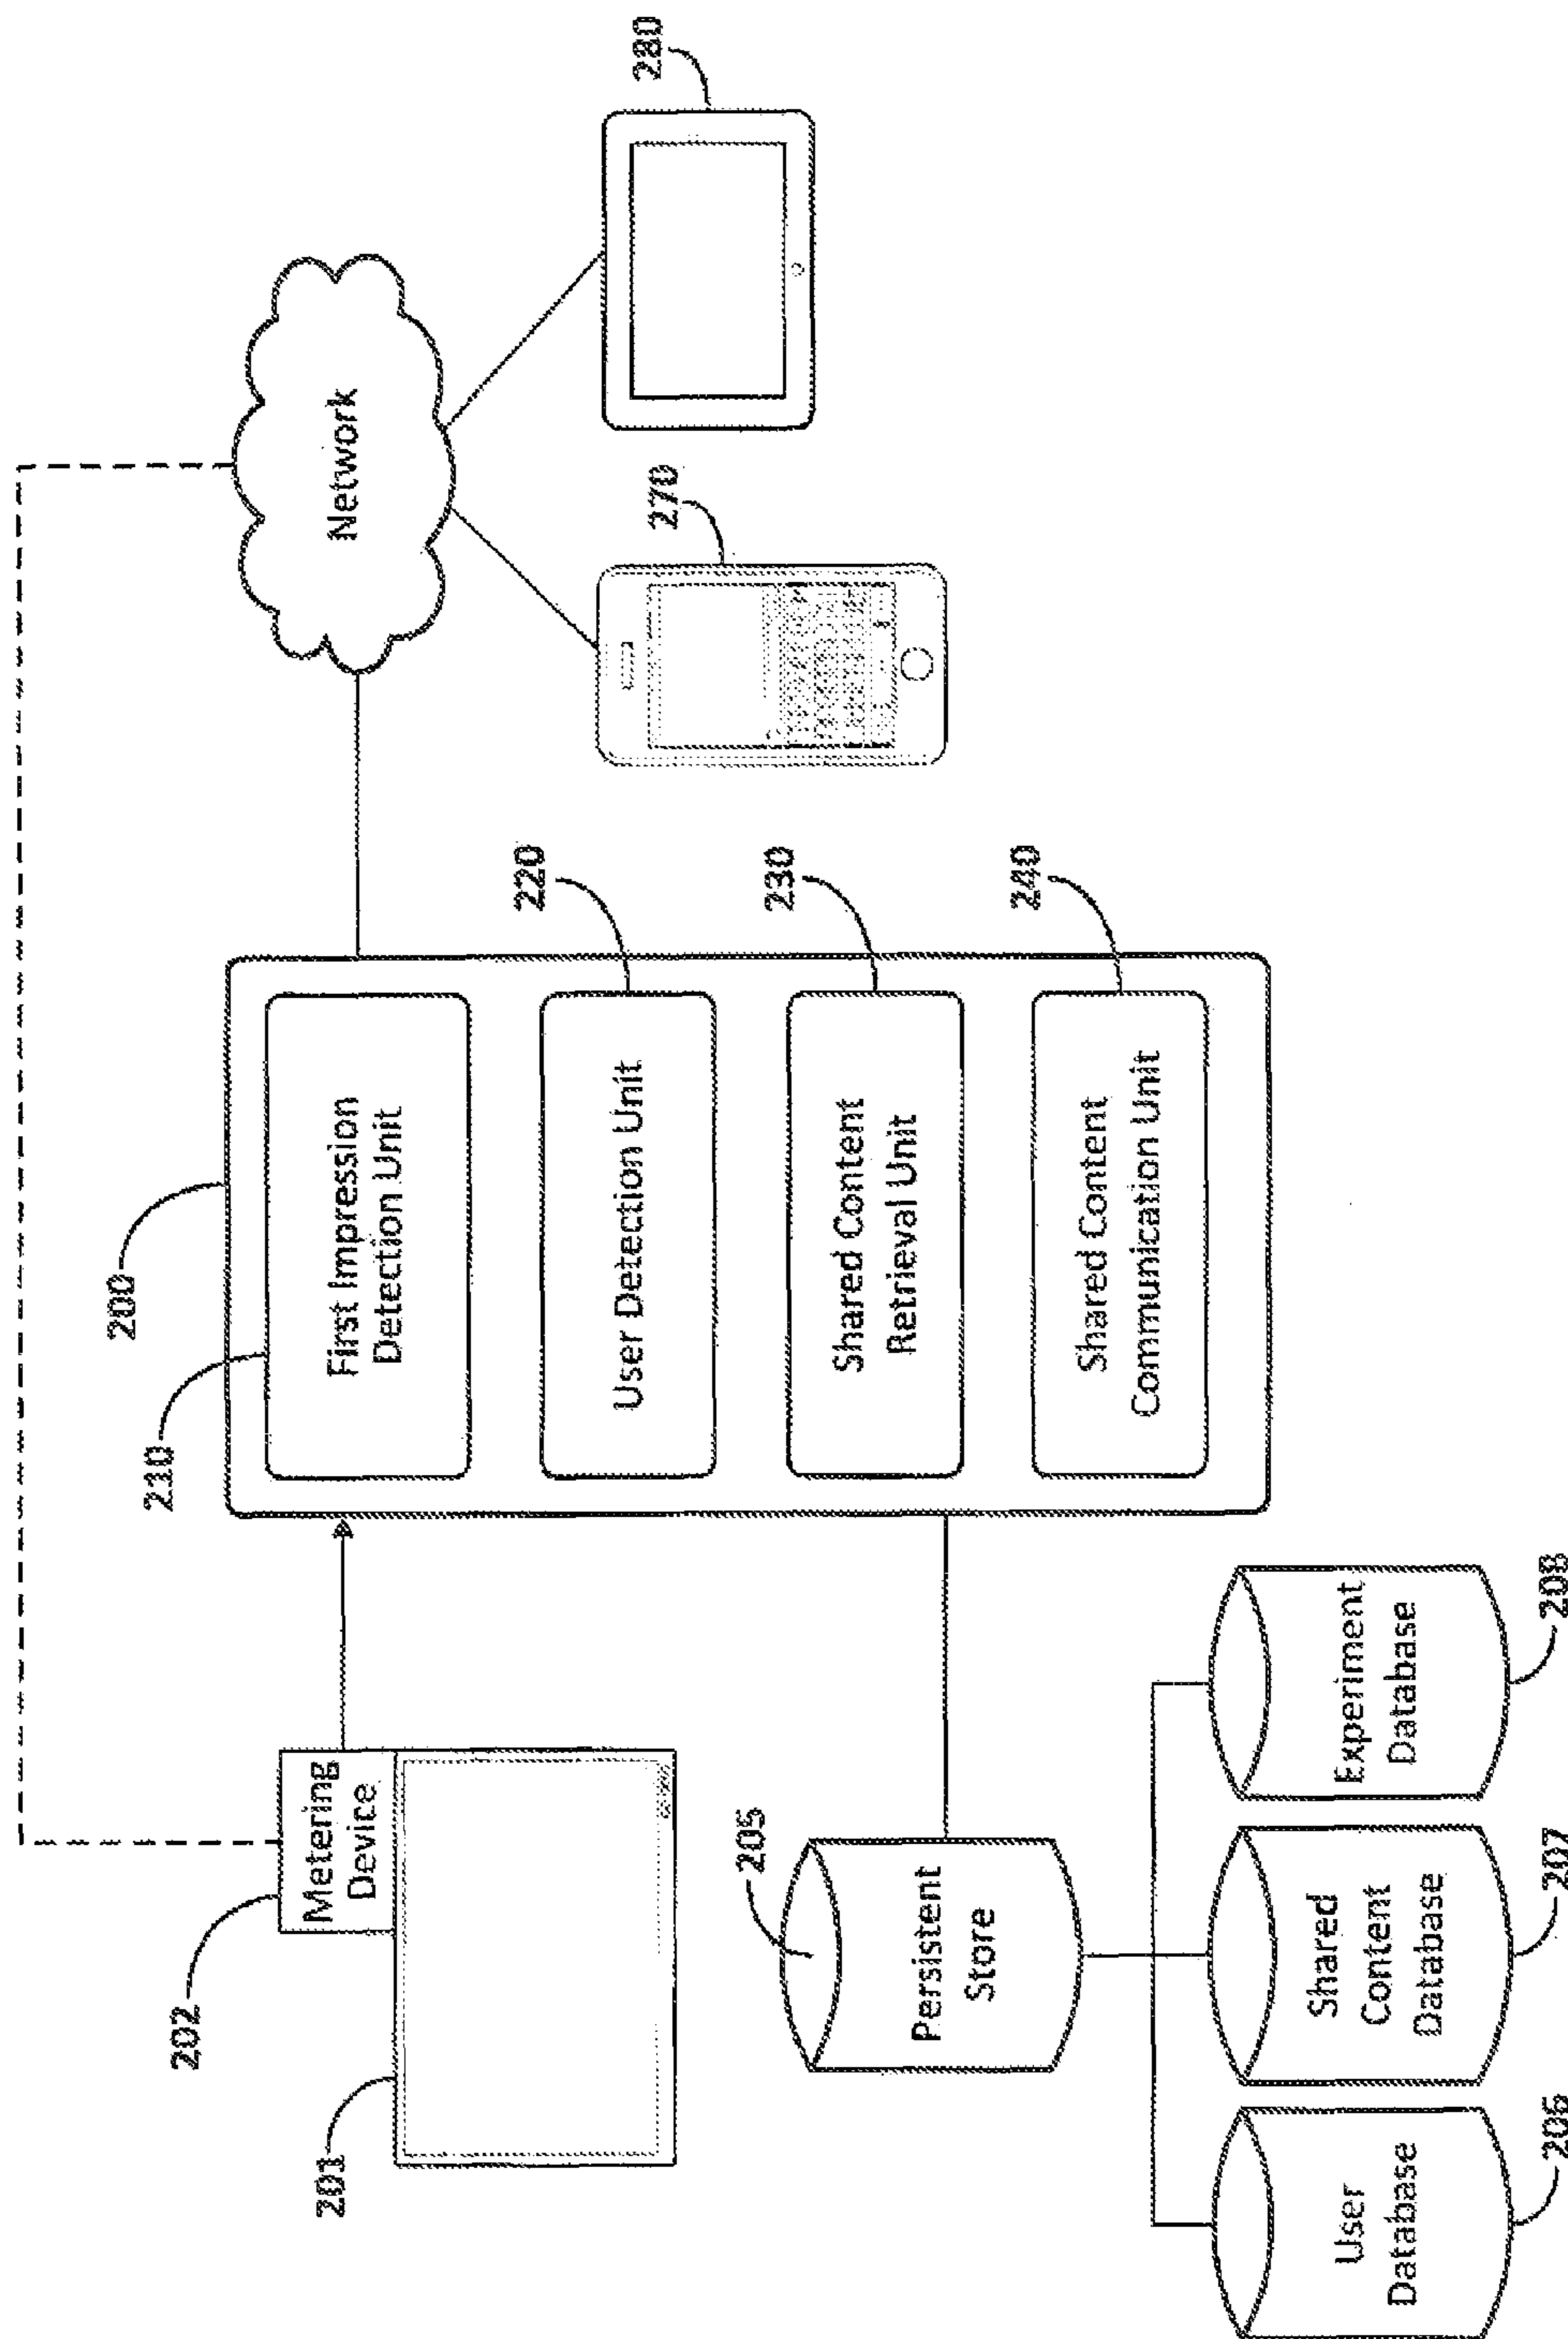 200
210
First Impression
Detection Unit
220
User Detection Unit
230
Shared Content
Retrieval Unit
240
Shared Content
Communication Unit
202
Metering
Device
201
205
Persistent
Store
User
Database
206
Shared
Content
Database
207
Experiment
Database
208
Network
270
280